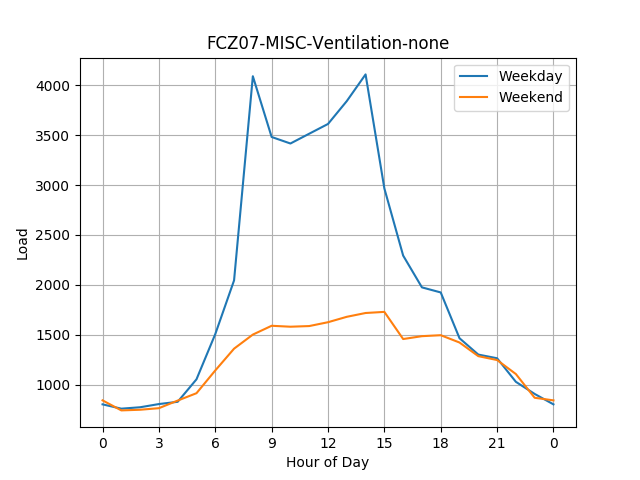 FCZ07-MISC-Ventilation-none
Weekday
Weekend
Load
4000
3500
3000
2500
2000
1500
1000
0 3 6 9 12 15 18 21 0
Hour of Day